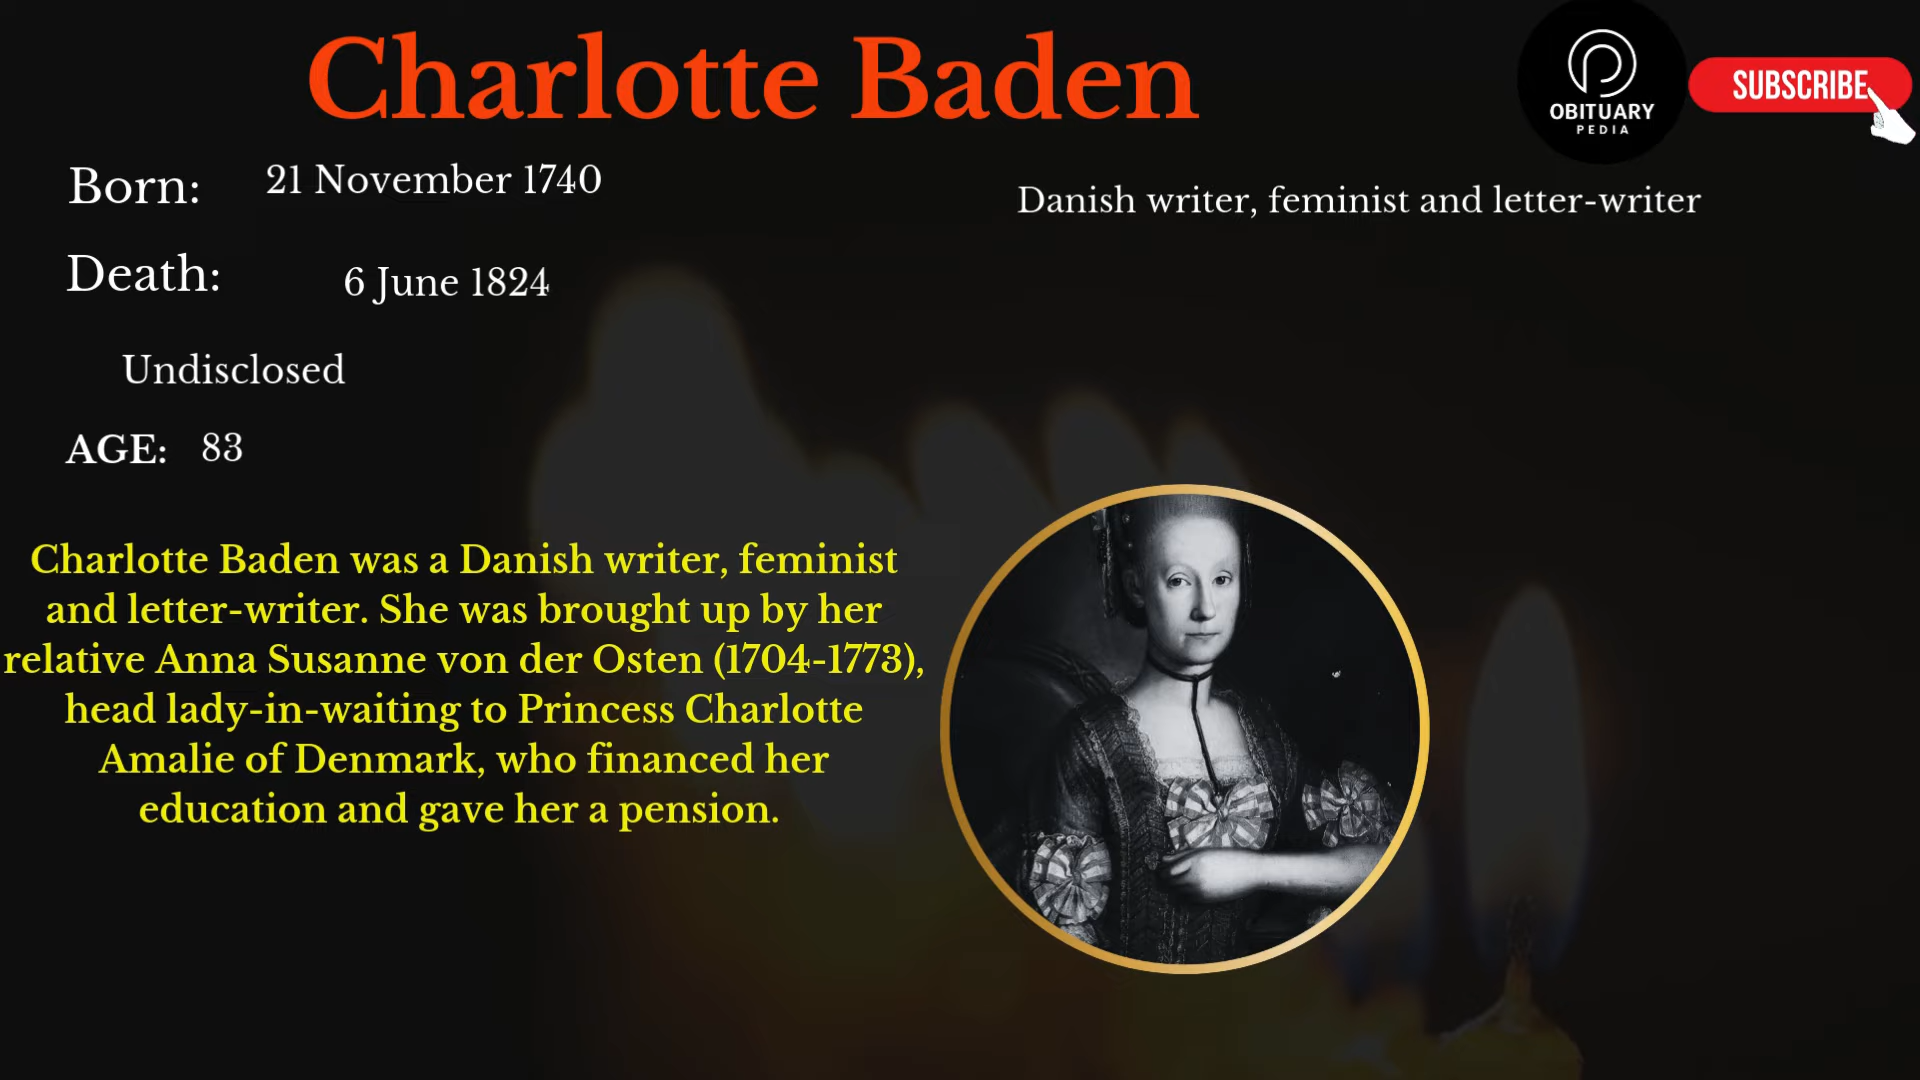 Charlotte Baden
OBITUARY
PEDIA
SUBSCRIBE
Born: 21 November 1740
Danish writer, feminist and letter-writer
Death: 6 June 1824
Undisclosed
AGE: 83
Charlotte Baden was a Danish writer, feminist
and letter-writer. She was brought up by her
relative Anna Susanne von der Osten (1704-1773),
head lady-in-waiting to Princess Charlotte
Amalie of Denmark, who financed her
education and gave her a pension.